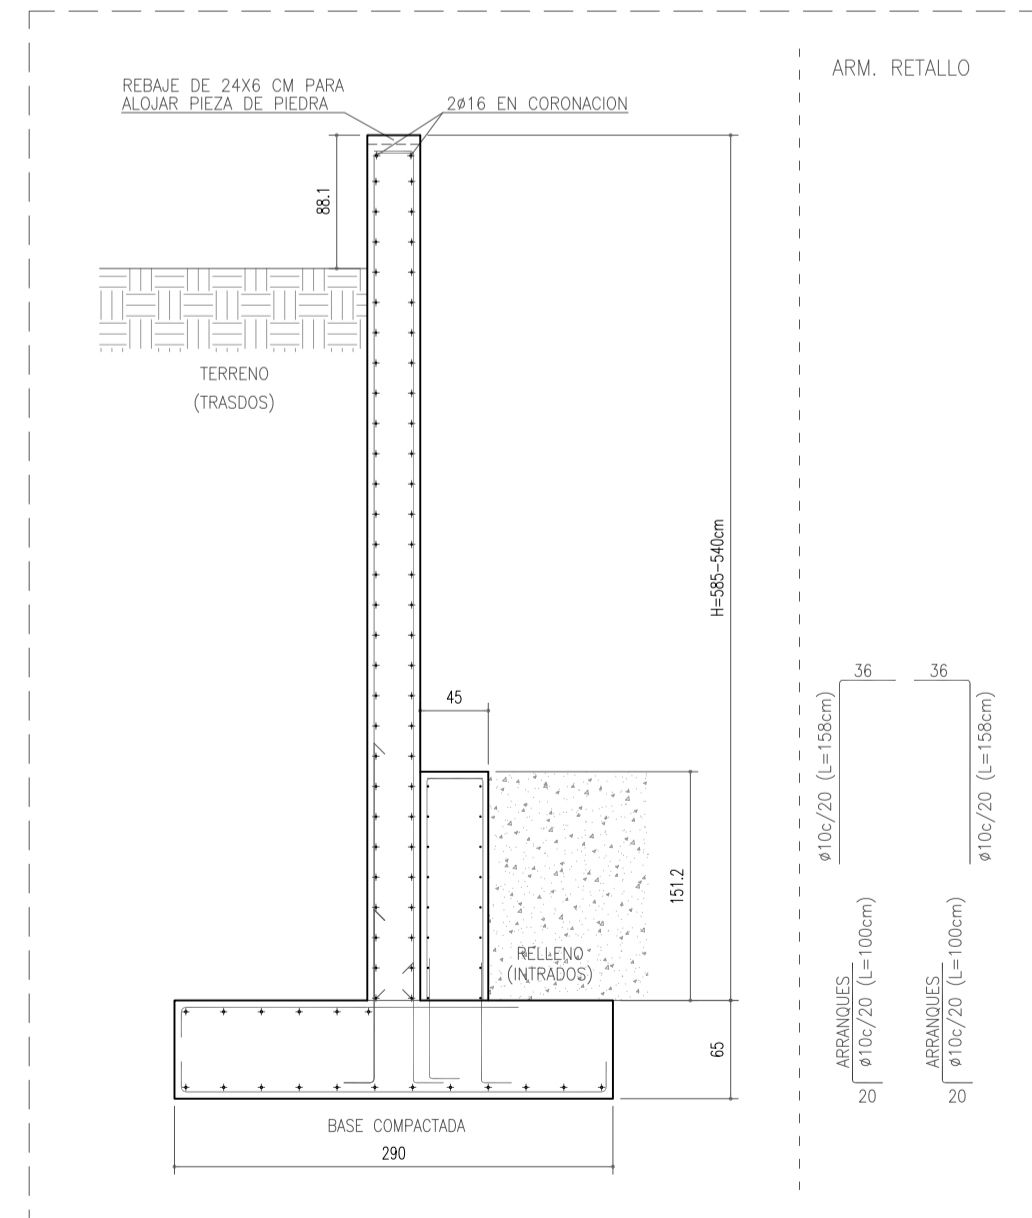 ARM. RETALLO
REBAJE DE 24X6 CM PARA
ALOJAR PIEZA DE PIEDRA
2ø16 EN CORONACION
88.1
TERRENO
(TRASDOS)
H=585-540cm
45
151.2
RELLENO
(INTRADOS)
65
BASE COMPACTADA
290
36
36
ø10c/20 (L=158cm)
ø10c/20 (L=158cm)
ARRANQUES
ø10c/20 (L=100cm)
ARRANQUES
ø10c/20 (L=100cm)
20
20